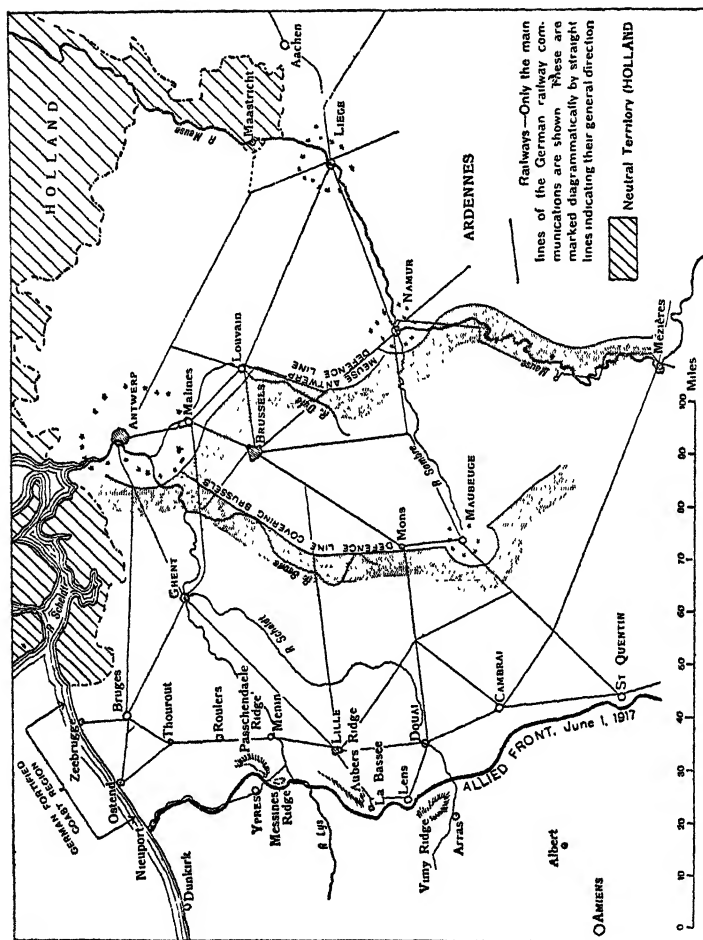 HOLLAND
R. Meuse
Maastricht
Aachen
LIEGE
Railways—Only the main
lines of the German railway com-
munications are shown These are
marked diagrammatically by straight
lines indicating their general direction
Neutral Territory (HOLLAND
ARDENNES
NAMUR
R. Meuse
Mézières
MEUSE ANTWERP
DEFENCE LINE
Louvain
R. Dyle
ANTWERP
Malines
BRUSSELS
DEFENCE LINE COVERING BRUSSELS
R. Sambre
MAUBEUGE
Mons
R. Scheldt
GHENT
R Scheldt
GERMAN FORTIFIED
COAST REGION
Zeebrugge
Bruges
Ostend
Thourout
Roulers
Nieuport
Dunkirk
Passchendaele
Ridge
Menin
YPRES
Messines
Ridge
R Lys
LILLE
Aubers Ridge
La Bassee
Lens
DOUAI
Vimy Ridge
Arras
CAMBRAI
ST QUENTIN
ALLIED FRONT, June 1, 1917
Albert
AMIENS
0 10 20 30 40 50 60 70 80 90 100
Miles